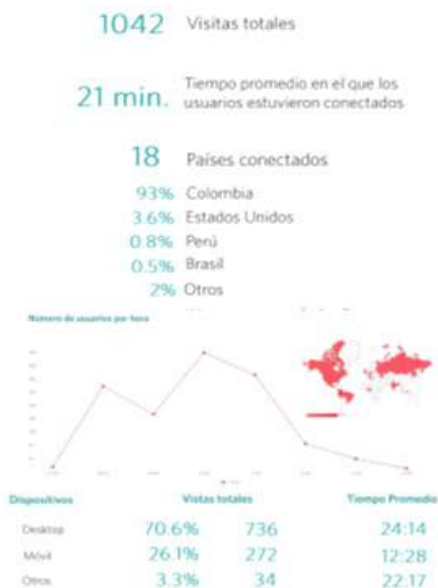 1042 Visitas totales
21 min. Tiempo promedio en el que los
usuarios estuvieron conectados
18 Países conectados
93% Colombia
3.6% Estados Unidos
0.8% Perú
0.5% Brasil
2% Otros
Número de usuarios por hora
Dispositivos Vistas totales Tiempo Promedio
Desktop 70.6% 736 24:14
Móvil 26.1% 272 12:28
Otros 3.3% 34 22:17